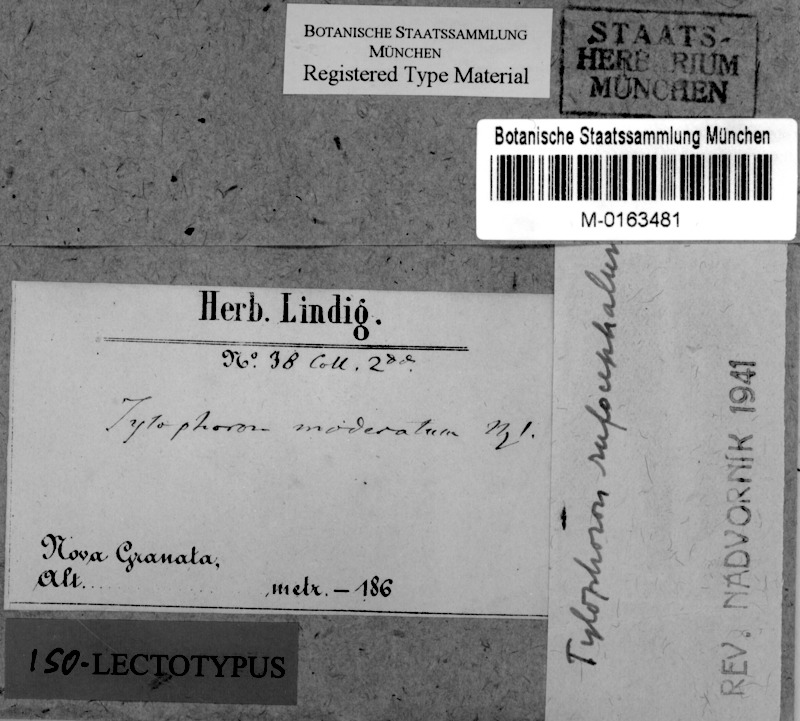 BOTANISCHE STAATSSAMMLUNG
MÜNCHEN
Registered Type Material
STAATS-
HERBARIUM
MÜNCHEN
Botanische Staatssammlung München
M-0163481
Herb. Lindig.
Nº. 38 Coll. 2da.
Tylophoron moderatum Nyl.
Nova Granata,
Alt. metr. — 186
ISO-LECTOTYPUS
Tylophoron rufocephalum
REV. NÁDVORNÍK 1941